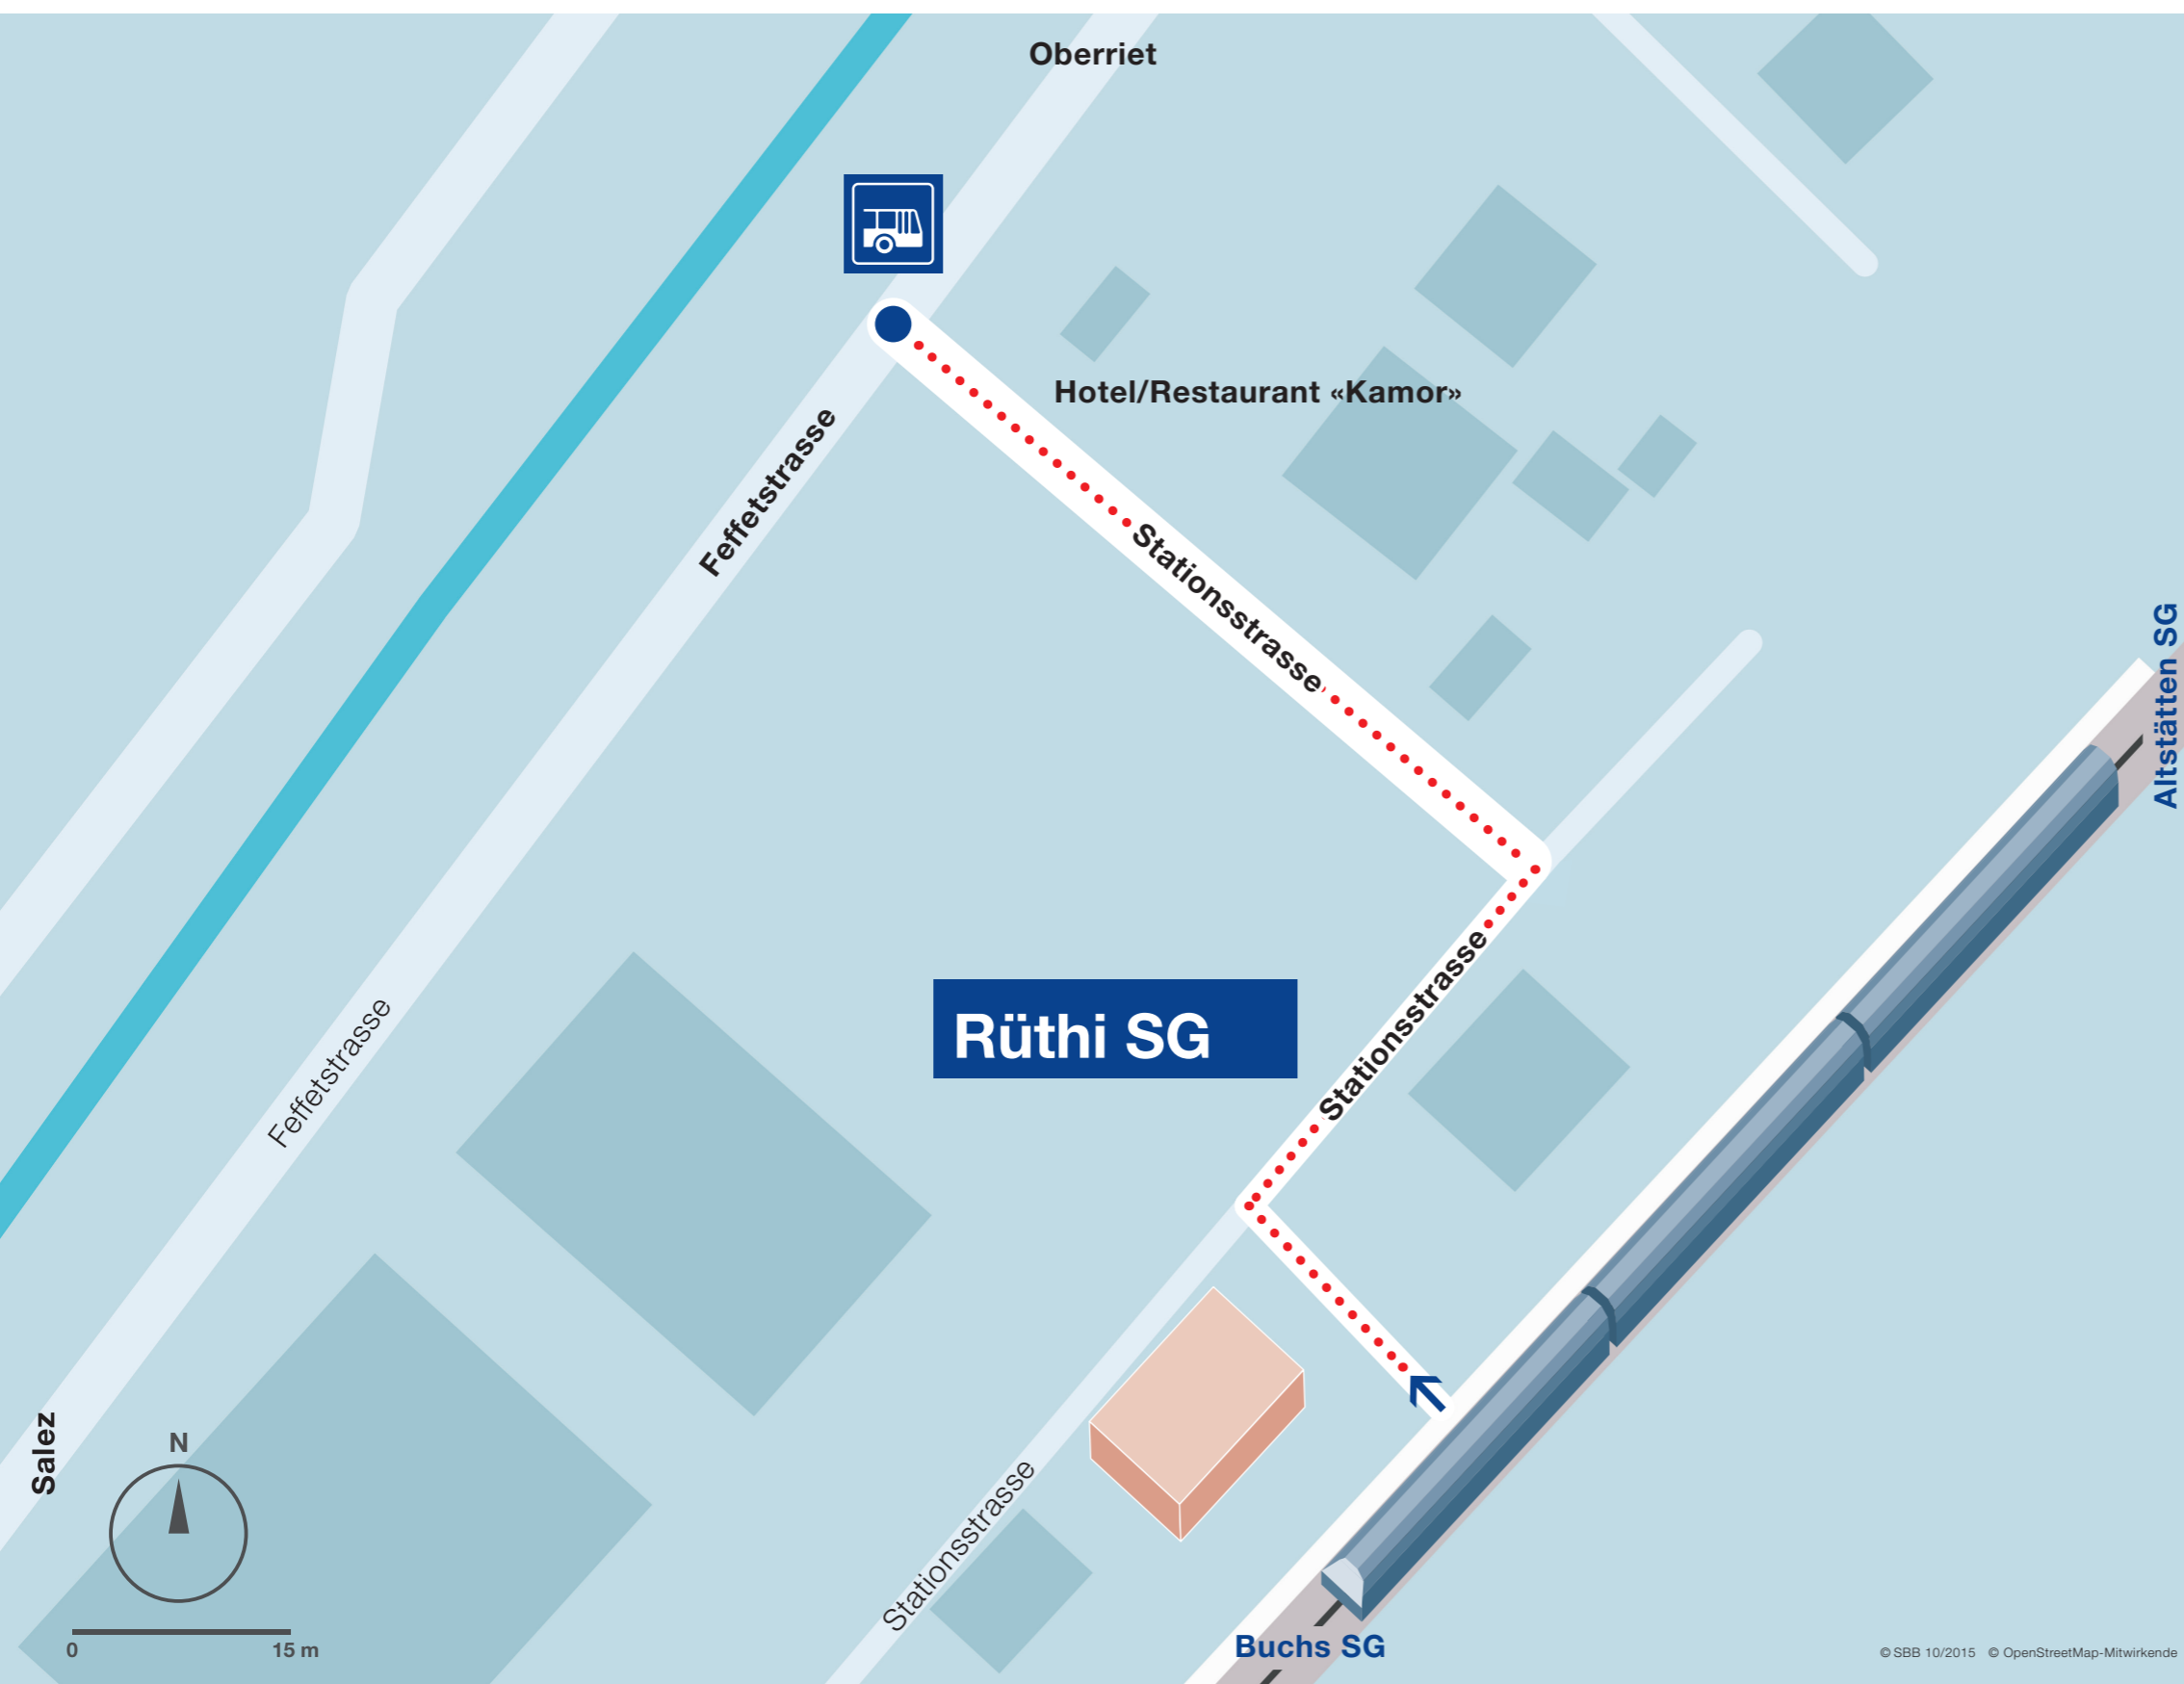 Oberriet
Hotel/Restaurant «Kamor»
Feffetstrasse
Stationsstrasse
Altstätten SG
Stationsstrasse
Rüthi SG
Feffetstrasse
Salez
N
Stationsstrasse
0 15 m
Buchs SG
© SBB 10/2015 © OpenStreetMap-Mitwirkende